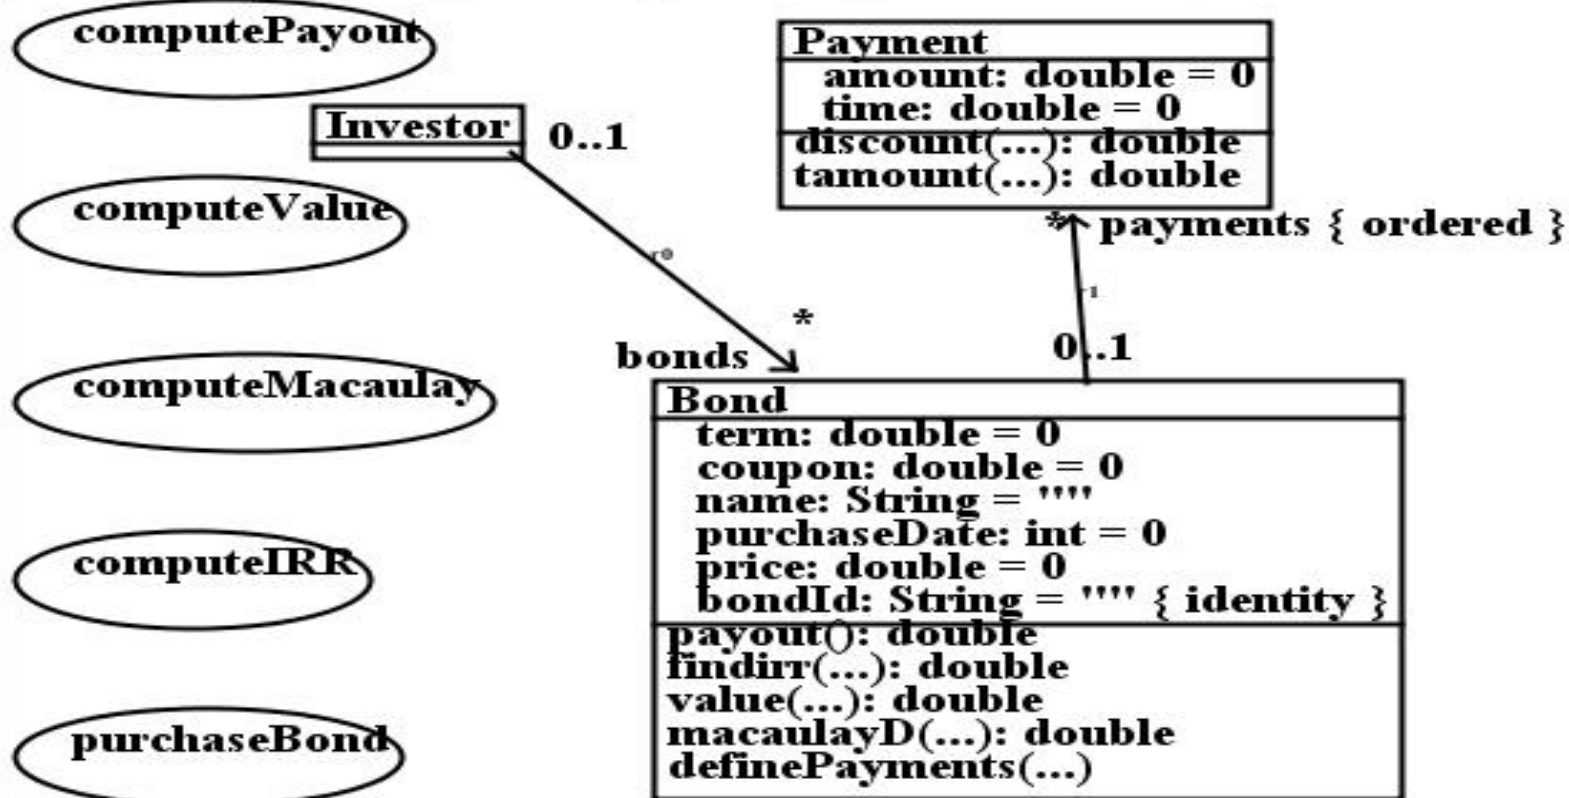 computePayout
Investor
0..1
computeValue
computeMacaulay
computeIRR
purchaseBond
Payment
amount: double = 0
time: double = 0
discount(...): double
tamount(...): double
* payments { ordered }
r0
r1
*
0..1
bonds
Bond
term: double = 0
coupon: double = 0
name: String = """"
purchaseDate: int = 0
price: double = 0
bondId: String = """" { identity }
payout(): double
findirr(...): double
value(...): double
macaulayD(...): double
definePayments(...)